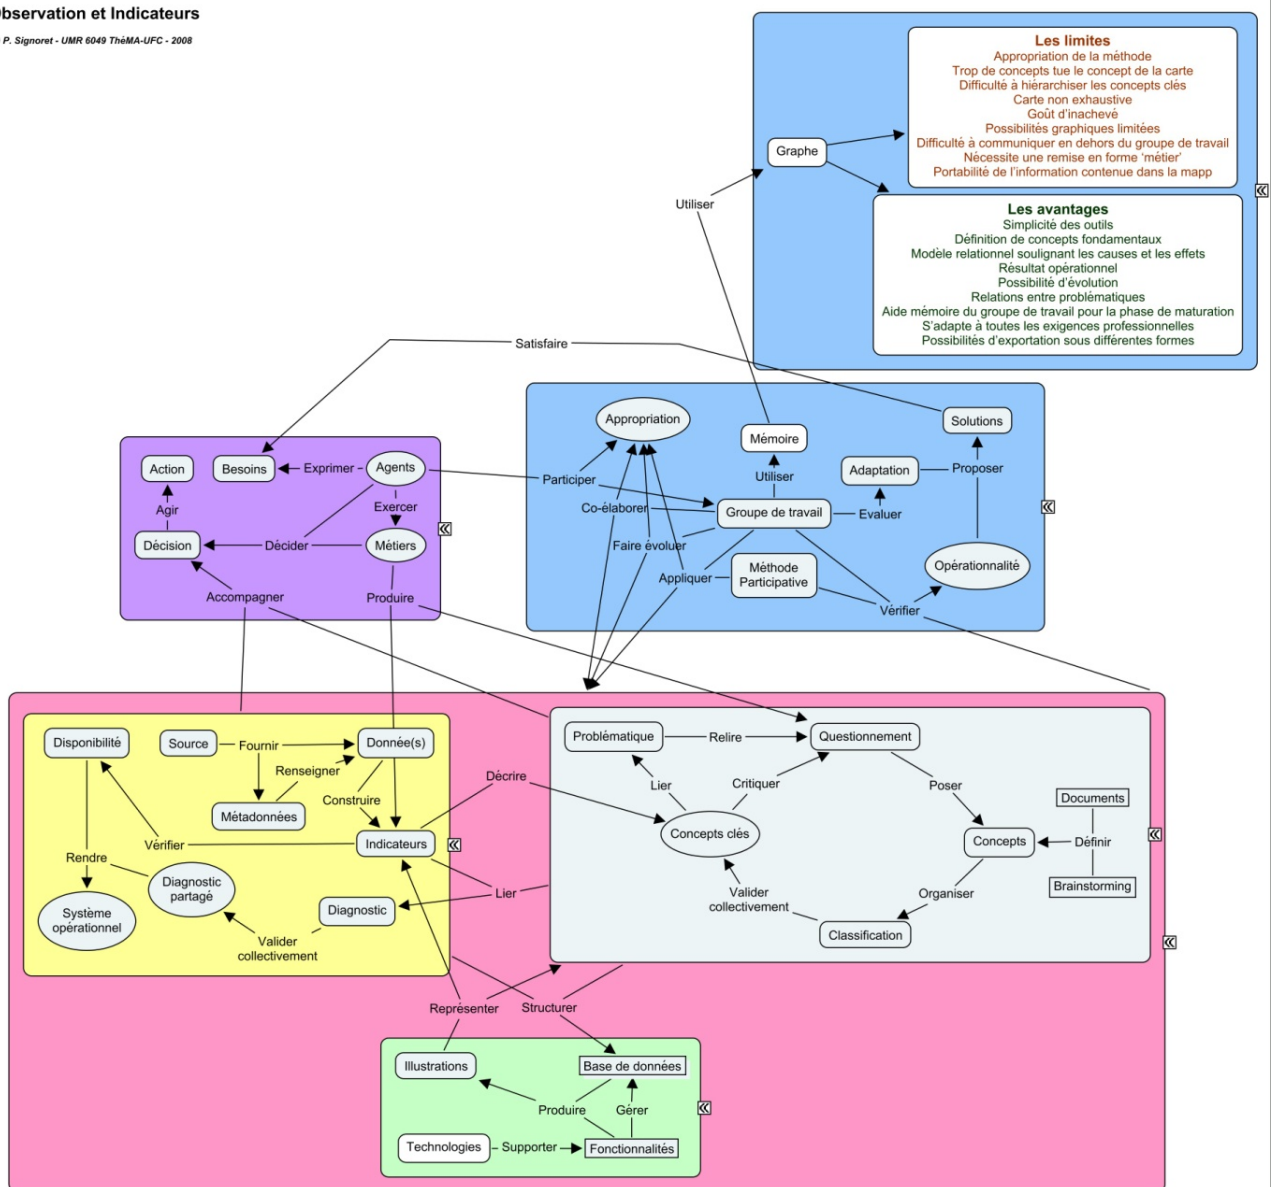 bservation et Indicateurs
P. Signoret - UMR 6049 ThéMA-UFC - 2008
Les limites
Appropriation de la méthode
Trop de concepts tue le concept de la carte
Difficulté à hiérarchiser les concepts clés
Carte non exhaustive
Goût d'inachevé
Possibilités graphiques limitées
Difficulté à communiquer en dehors du groupe de travail
Nécessite une remise en forme 'métier'
Portabilité de l'information contenue dans la mapp
Graphe
Utiliser
Les avantages
Simplicité des outils
Définition de concepts fondamentaux
Modèle relationnel soulignant les causes et les effets
Résultat opérationnel
Possibilité d'évolution
Relations entre problématiques
Aide mémoire du groupe de travail pour la phase de maturation
S'adapte à toutes les exigences professionnelles
Possibilités d'exportation sous différentes formes
Satisfaire
Appropriation
Mémoire
Solutions
Utiliser
Adaptation
Proposer
Participer
Co-élaborer
Groupe de travail
Evaluer
Faire évoluer
Appliquer
Méthode
Participative
Opérationnalité
Vérifier
Action
Besoins
Exprimer
Agents
Agir
Exercer
Décision
Décider
Métiers
Accompagner
Produire
Disponibilité
Source
Fournir
Donnée(s)
Renseigner
Métadonnées
Construire
Vérifier
Indicateurs
Rendre
Diagnostic
partagé
Système
opérationnel
Diagnostic
Valider
collectivement
Décrire
Lier
Problématique
Relire
Questionnement
Lier
Critiquer
Poser
Documents
Concepts clés
Concepts
Définir
Brainstorming
Valider
collectivement
Organiser
Classification
Représenter
Structurer
Illustrations
Base de données
Produire
Gérer
Technologies
Supporter
Fonctionnalités